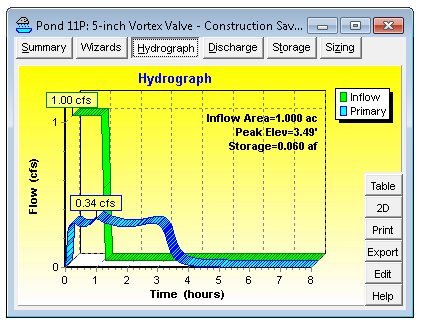 Pond 11P: 5-inch Vortex Valve - Construction Sav...
Summary Wizards Hydrograph Discharge Storage Sizing
Hydrograph
1.00 cfs
Inflow Area=1.000 ac
Peak Elev=3.49'
Storage=0.060 af
Inflow
Primary
Flow (cfs)
1
0.34 cfs
0
0 1 2 3 4 5 6 7 8
Time (hours)
Table
2D
Print
Export
Edit
Help